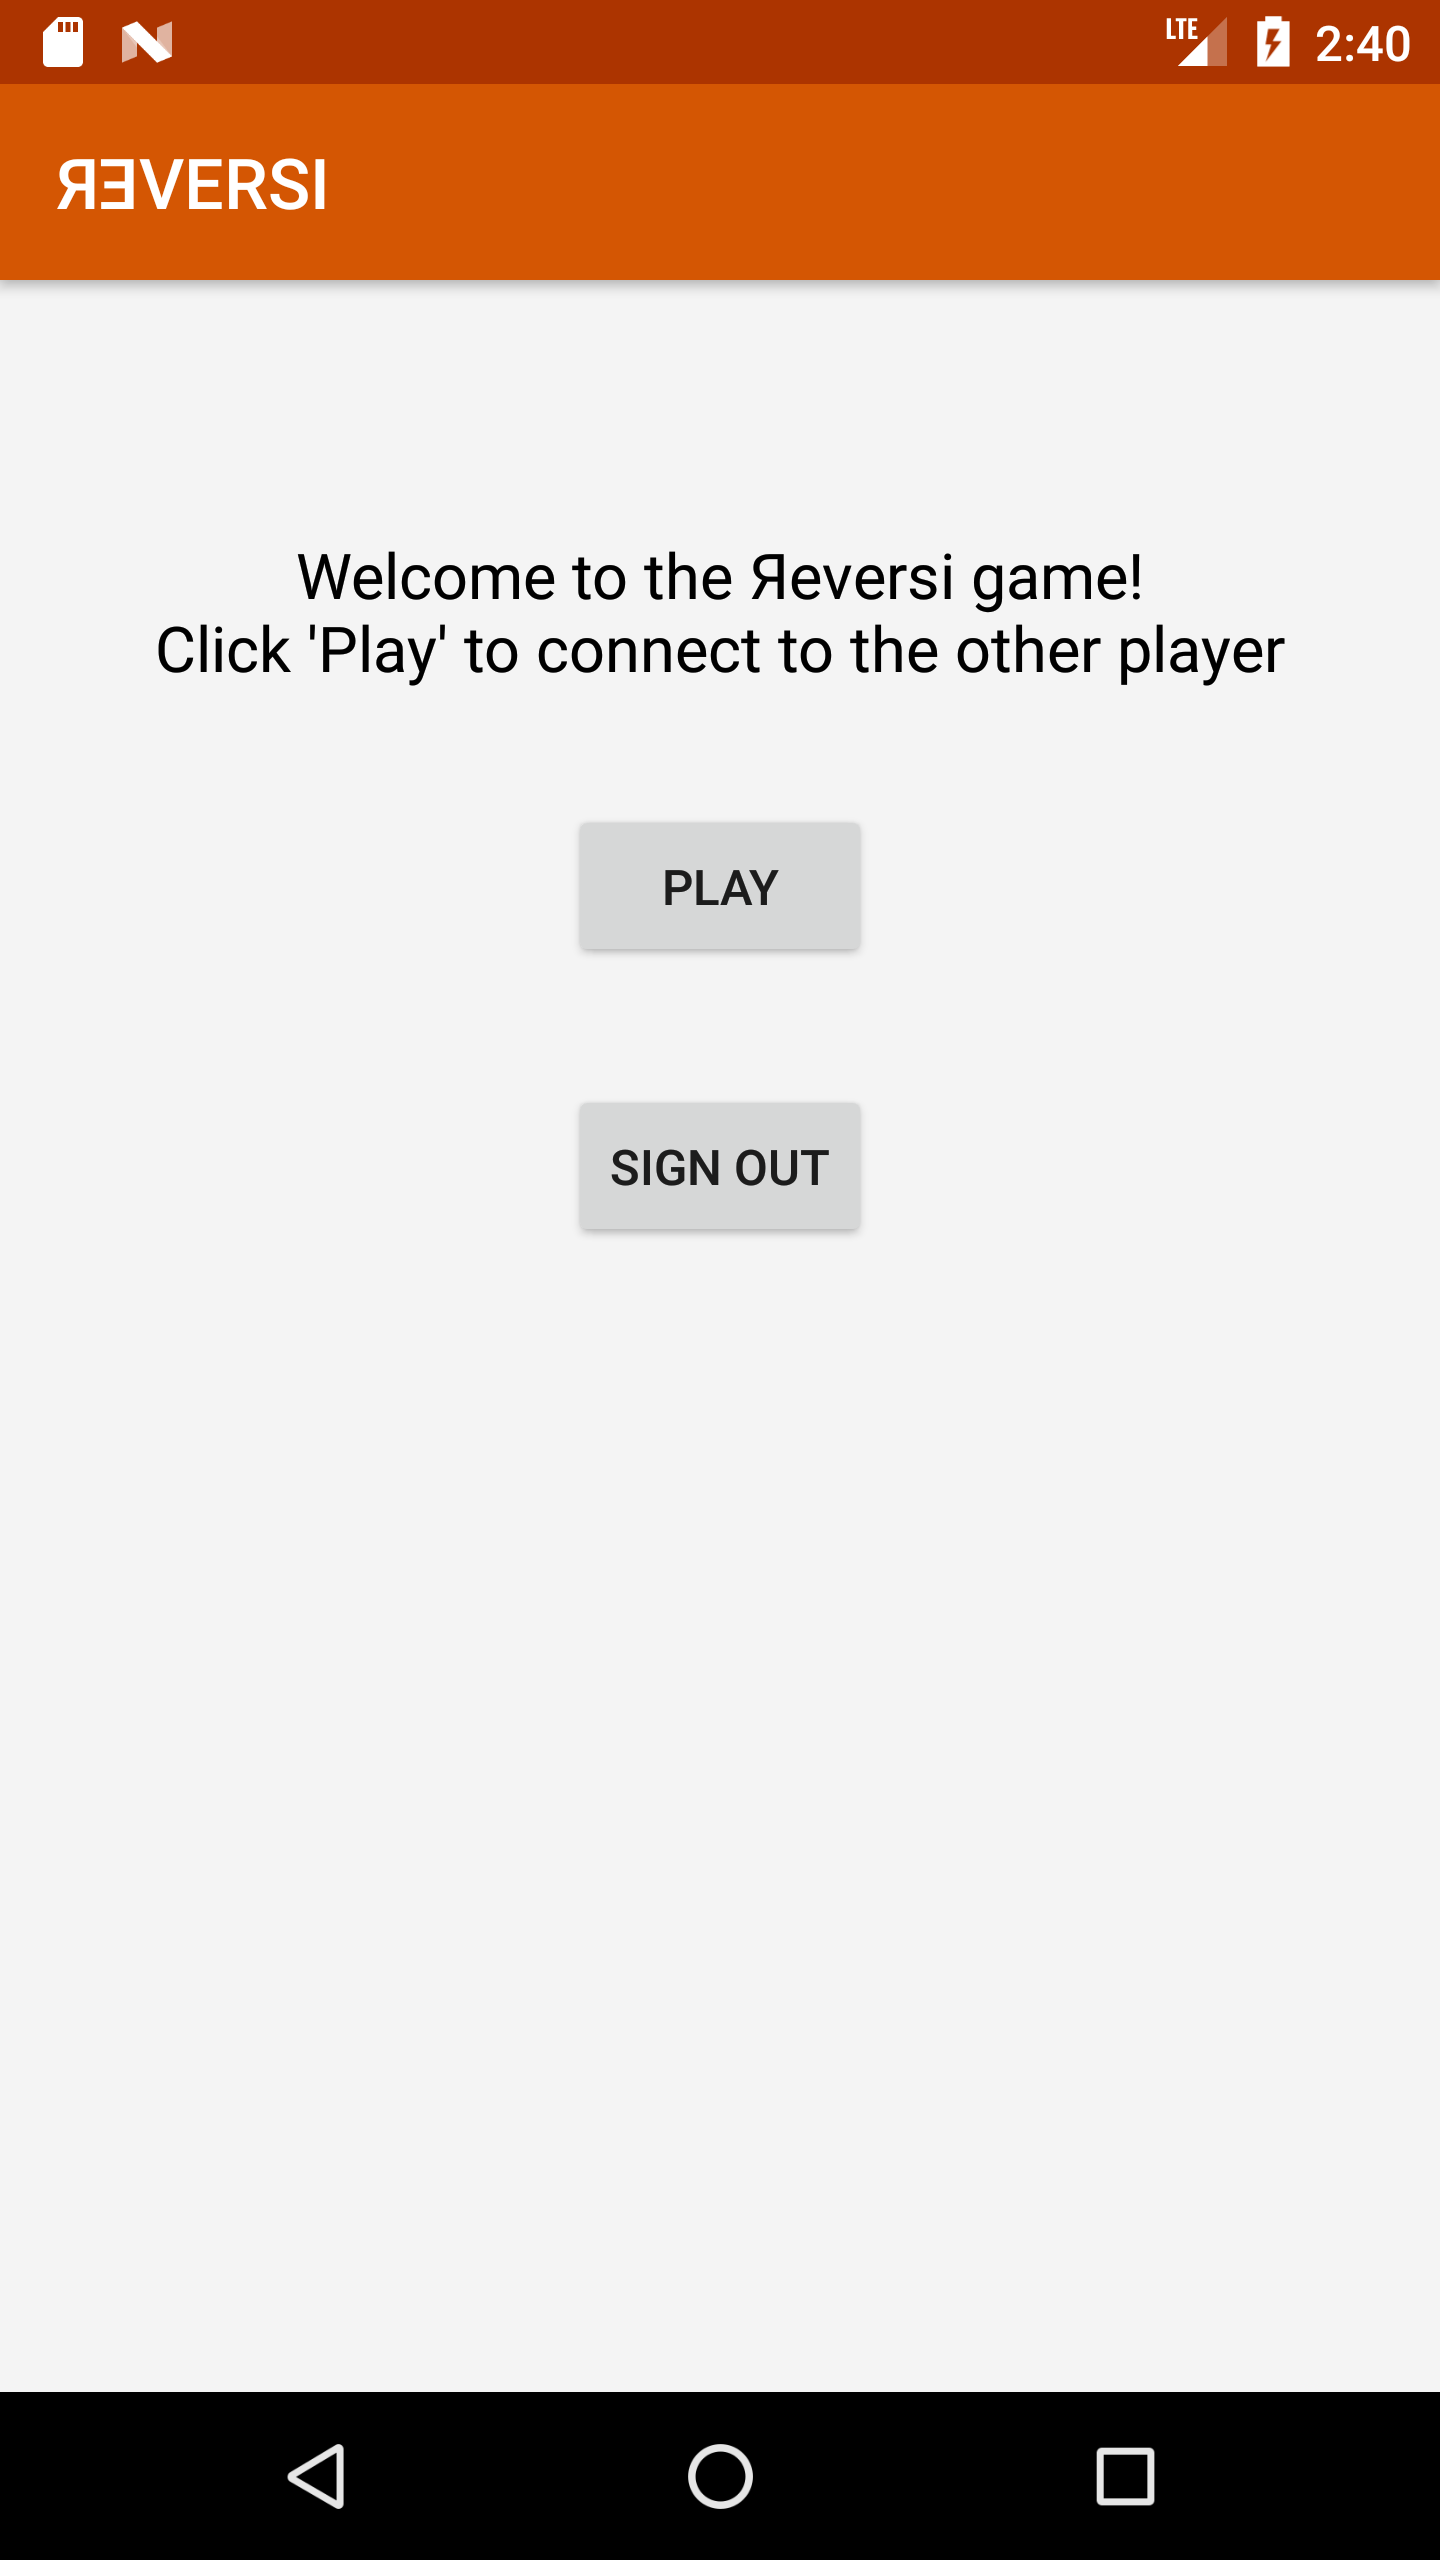 LTE 2:40
ЯƎVERSI
Welcome to the Яeversi game!
Click 'Play' to connect to the other player
PLAY
SIGN OUT